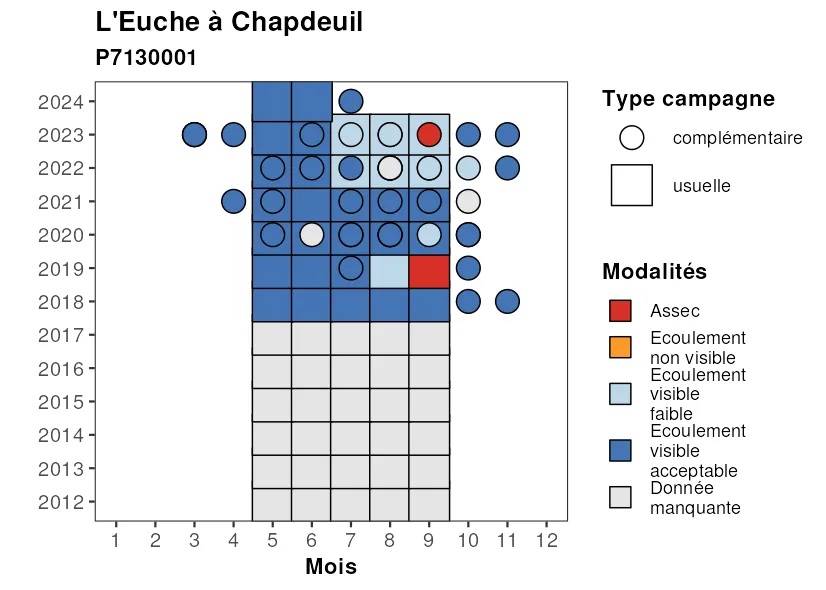 L'Euche à Chapdeuil
P7130001
2024
2023
2022
2021
2020
2019
2018
2017
2016
2015
2014
2013
2012
1 2 3 4 5 6 7 8 9 10 11 12
Mois
Type campagne
complémentaire
usuelle
Modalités
Assec
Ecoulement
non visible
Ecoulement
visible
faible
Ecoulement
visible
acceptable
Donnée
manquante